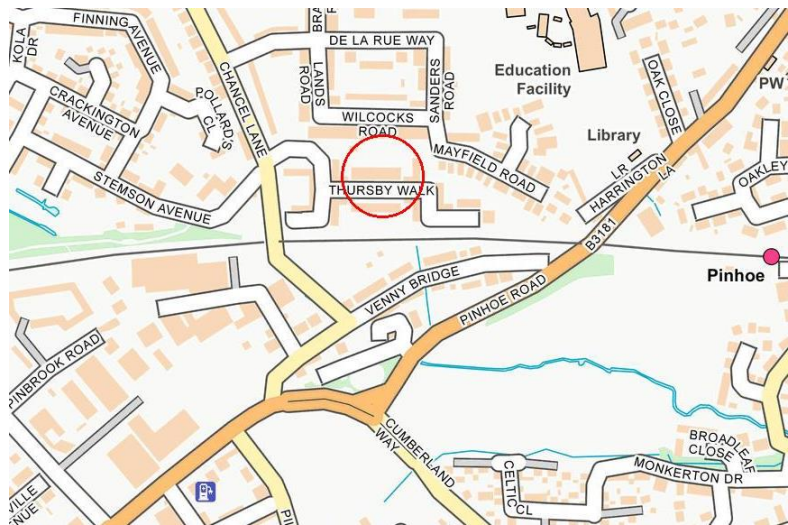 FINNING
AVENUE
KOLA
DR
CRACKINGTON
AVENUE
POLLARDS
CL
STEMSON AVENUE
CHANCEL LANE
DE LA RUE WAY
LANDS
ROAD
SANDERS
ROAD
WILCOCKS
ROAD
MAYFIELD ROAD
THURSBY WALK
Education
Facility
Library
OAK CLOSE
PW
LR
HARRINGTON
LA
OAKLEY
B3181
Pinhoe
VENNY BRIDGE
PINHOE ROAD
PINBROOK ROAD
CUMBERLAND
WAY
CELTIC
CL
BROADLEAF
CLOSE
MONKERTON DR